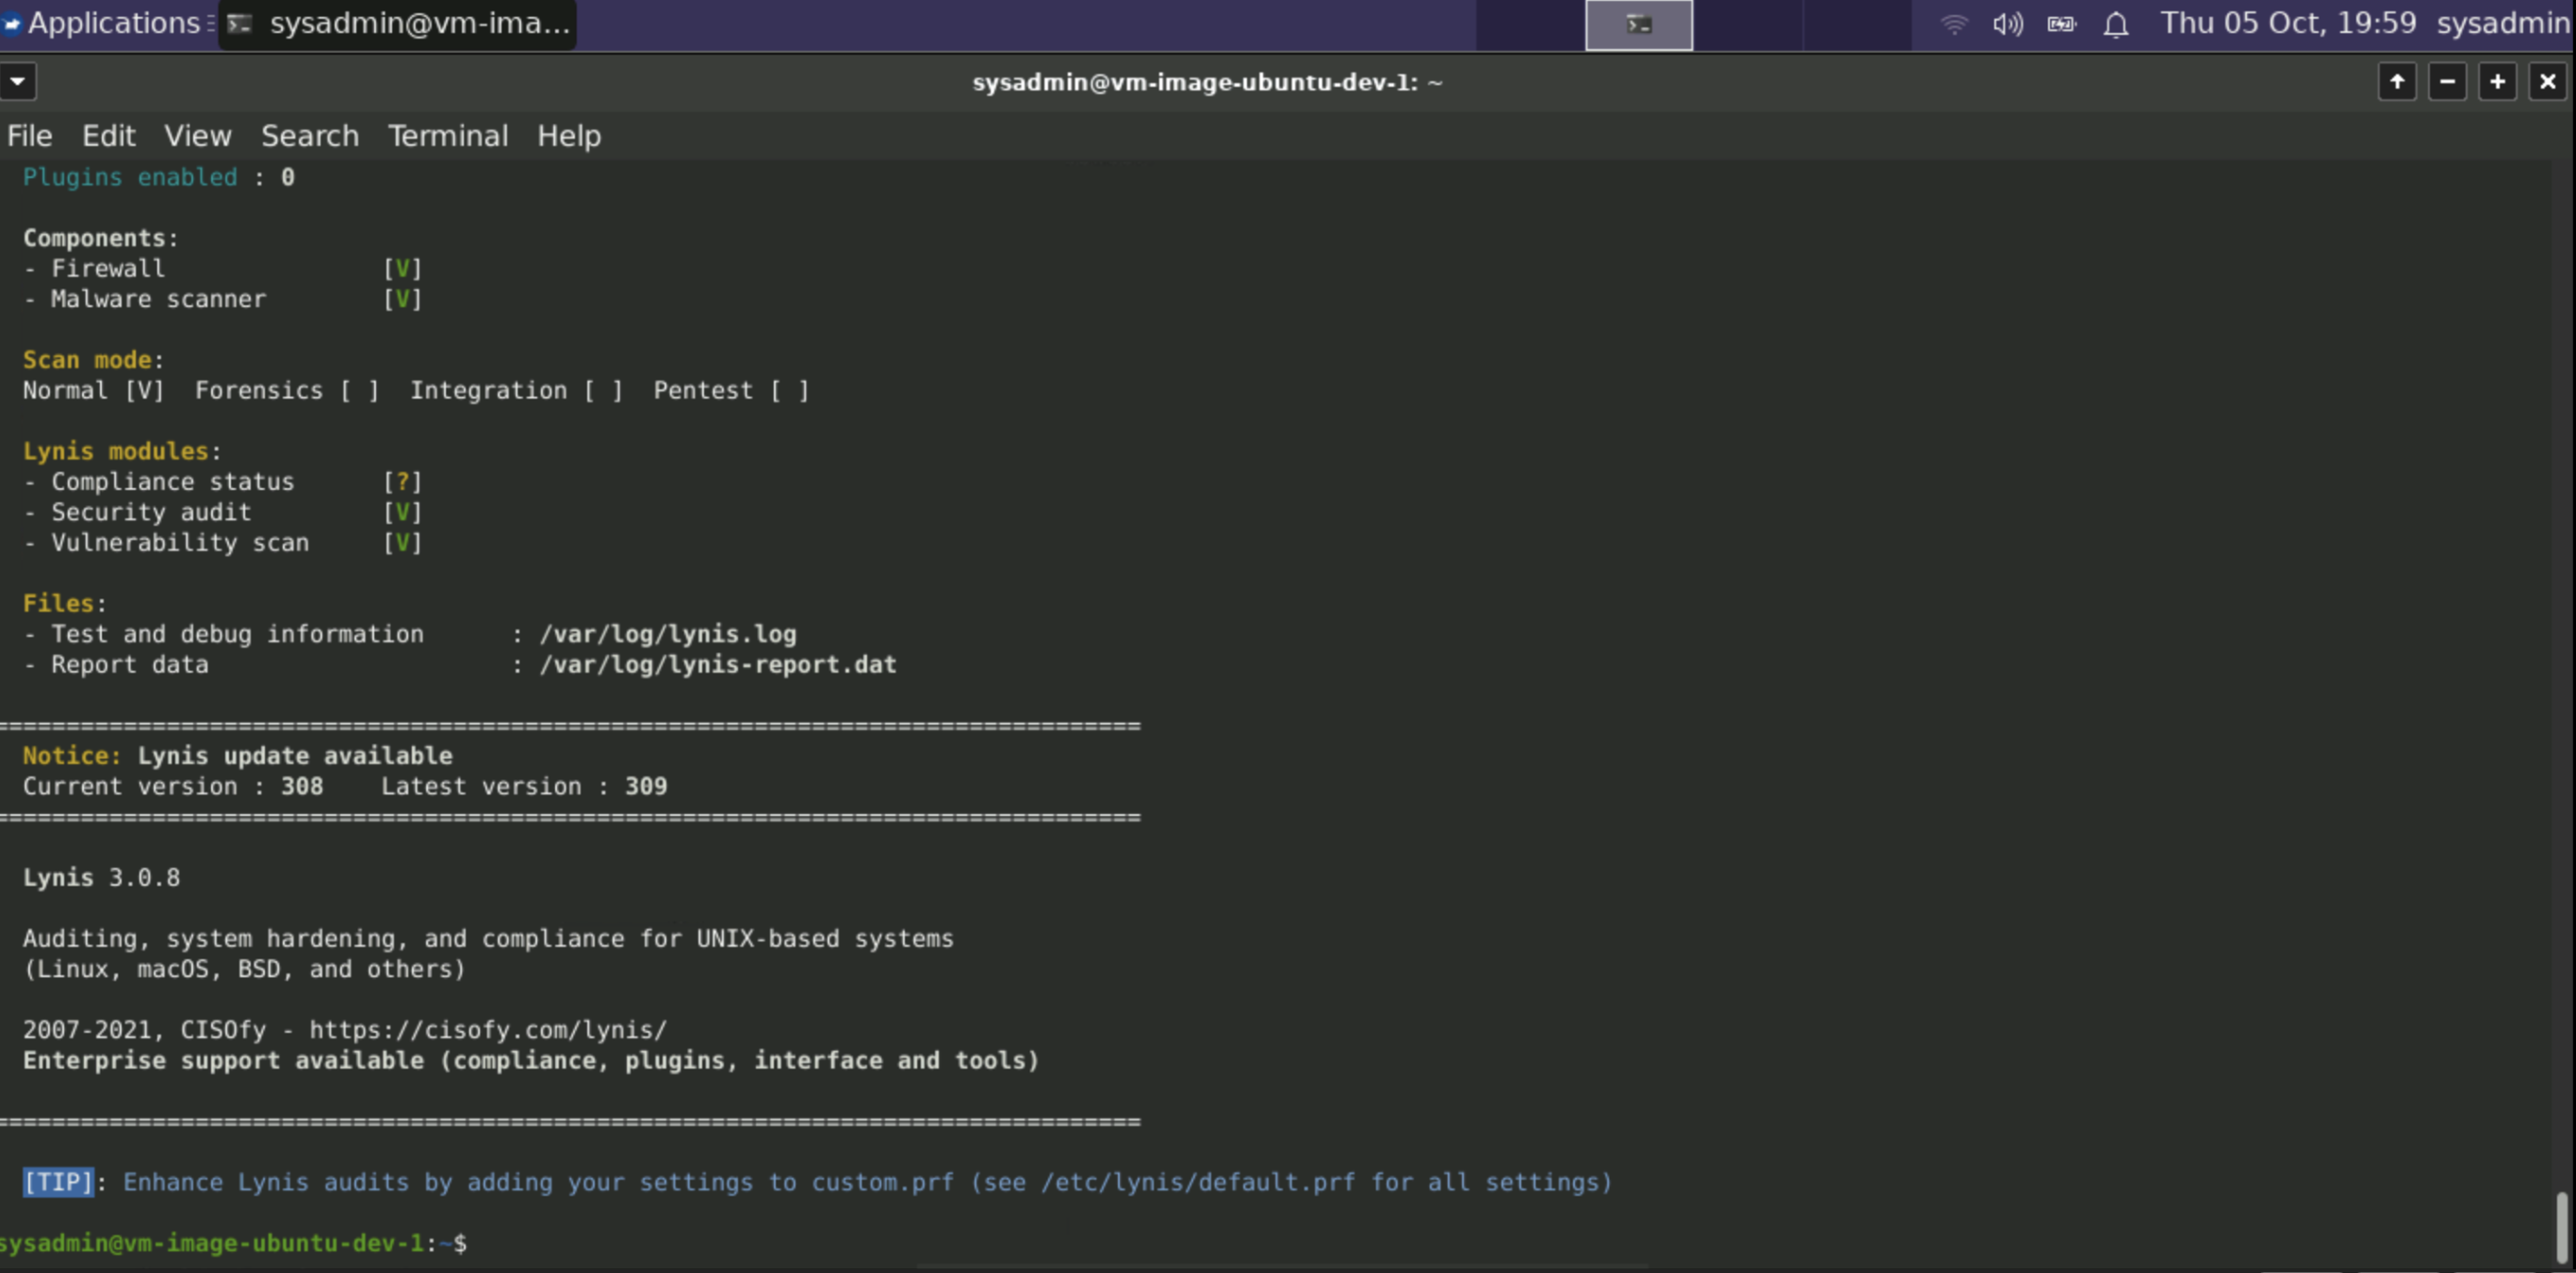 Applications sysadmin@vm-ima... Thu 05 Oct, 19:59 sysadmin
sysadmin@vm-image-ubuntu-dev-1: ~
File Edit View Search Terminal Help
Plugins enabled : 0
Components:
- Firewall [V]
- Malware scanner [V]
Scan mode:
Normal [V] Forensics [ ] Integration [ ] Pentest [ ]
Lynis modules:
- Compliance status [?]
- Security audit [V]
- Vulnerability scan [V]
Files:
- Test and debug information : /var/log/lynis.log
- Report data : /var/log/lynis-report.dat
================================================================================
Notice: Lynis update available
Current version : 308 Latest version : 309
================================================================================
Lynis 3.0.8
Auditing, system hardening, and compliance for UNIX-based systems
(Linux, macOS, BSD, and others)
2007-2021, CISOfy - https://cisofy.com/lynis/
Enterprise support available (compliance, plugins, interface and tools)
================================================================================
[TIP]: Enhance Lynis audits by adding your settings to custom.prf (see /etc/lynis/default.prf for all settings)
sysadmin@vm-image-ubuntu-dev-1:~$